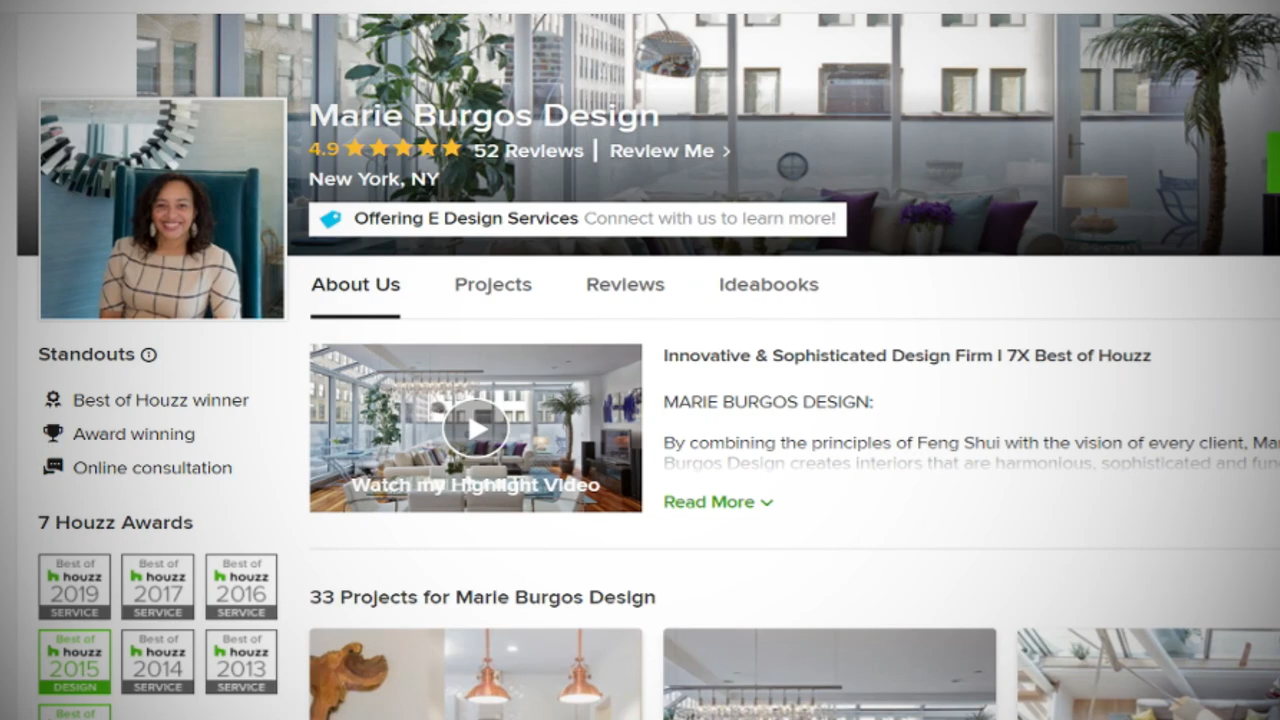 Marie Burgos Design
4.9 52 Reviews | Review Me >
New York, NY
Offering E Design Services Connect with us to learn more!
About Us Projects Reviews Ideabooks
Standouts
Best of Houzz winner
Award winning
Online consultation
7 Houzz Awards
Best of houzz 2019 SERVICE
Best of houzz 2017 SERVICE
Best of houzz 2016 SERVICE
Best of houzz 2015 DESIGN
Best of houzz 2014 SERVICE
Best of houzz 2013 SERVICE
Best of
Watch my Highlight Video
Innovative & Sophisticated Design Firm I 7X Best of Houzz
MARIE BURGOS DESIGN:
By combining the principles of Feng Shui with the vision of every client,
Burgos Design creates interiors that are harmonious, sophisticated and
Read More
33 Projects for Marie Burgos Design